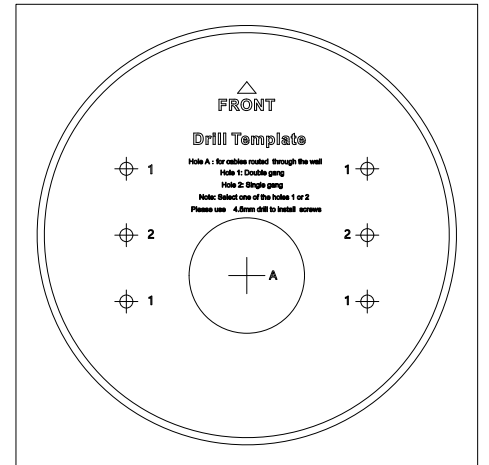 FRONT
Drill Template
Hole A : for cables routed through the wall
Hole 1: Double gang
Hole 2: Single gang
Note: Select one of the holes 1 or 2
Please use 4.6mm drill to install screws
1 1
2 2
A
1 1